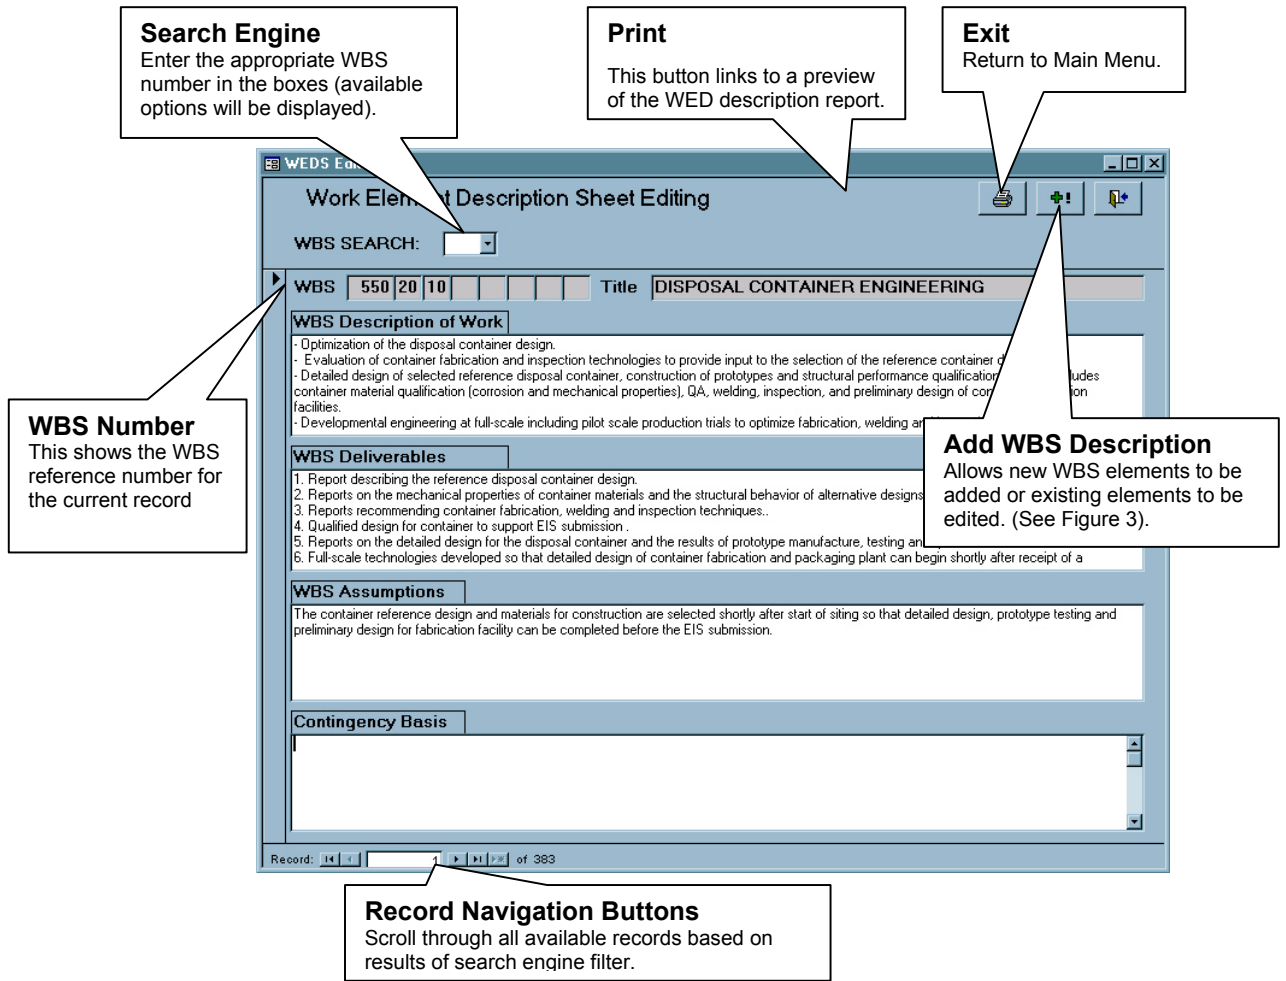 Search Engine
Enter the appropriate WBS
number in the boxes (available
options will be displayed).
Print
This button links to a preview
of the WED description report.
Exit
Return to Main Menu.
WEDS
Work Element Description Sheet Editing
WBS SEARCH:
WBS 550 20 10 Title DISPOSAL CONTAINER ENGINEERING
WBS Description of Work
- Optimization of the disposal container design.
- Evaluation of container fabrication and inspection technologies to provide input to the selection of the reference container
- Detailed design of selected reference disposal container, construction of prototypes and structural performance qualification
container material qualification (corrosion and mechanical properties), QA, welding, inspection, and preliminary design of
facilities.
- Developmental engineering at full-scale including pilot scale production trials to optimize fabrication, welding
WBS Number
This shows the WBS
reference number for
the current record
Add WBS Description
Allows new WBS elements to be
added or existing elements to be
edited. (See Figure 3).
WBS Deliverables
1. Report describing the reference disposal container design.
2. Reports on the mechanical properties of container materials and the structural behavior of alternative designs
3. Reports recommending container fabrication, welding and inspection techniques..
4. Qualified design for container to support EIS submission .
5. Reports on the detailed design for the disposal container and the results of prototype manufacture, testing
6. Full-scale technologies developed so that detailed design of container fabrication and packaging plant can begin shortly after receipt of a
WBS Assumptions
The container reference design and materials for construction are selected shortly after start of siting so that detailed design, prototype testing and
preliminary design for fabrication facility can be completed before the EIS submission.
Contingency Basis
Record: 1 of 383
Record Navigation Buttons
Scroll through all available records based on
results of search engine filter.